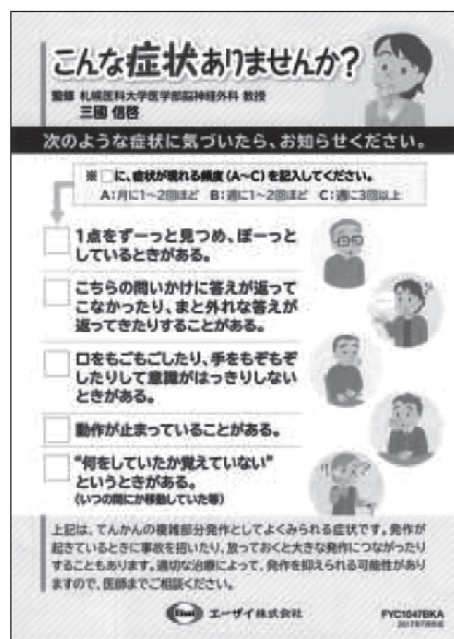 こんな症状ありませんか?
監修 札幌医科大学医学部脳神経外科 教授
三國 信啓
次のような症状に気づいたら、お知らせください。
※□に、症状が現れる頻度(A~C)を記入してください。
A:月に1~2回ほど B:週に1~2回ほど C:週に3回以上
1点をずーっと見つめ、ぼーっと
しているときがある。
こちらの問いかけに答えが返って
こなかったり、まと外れな答えが
返ってきたりすることがある。
口をもごもごしたり、手をもぞもぞ
したりして意識がはっきりしない
ときがある。
動作が止まっていることがある。
“何をしていたか覚えていない”
というときがある。
(いつの間にか移動していた等)
上記は、てんかんの複雑部分発作としてよくみられる症状です。発作が
起きているときに事故を招いたり、放っておくと大きな発作につながったり
することもあります。適切な治療によって、発作を抑えられる可能性があり
ますので、医師までご相談ください。
Eisai エーザイ株式会社
FYC1047BKA